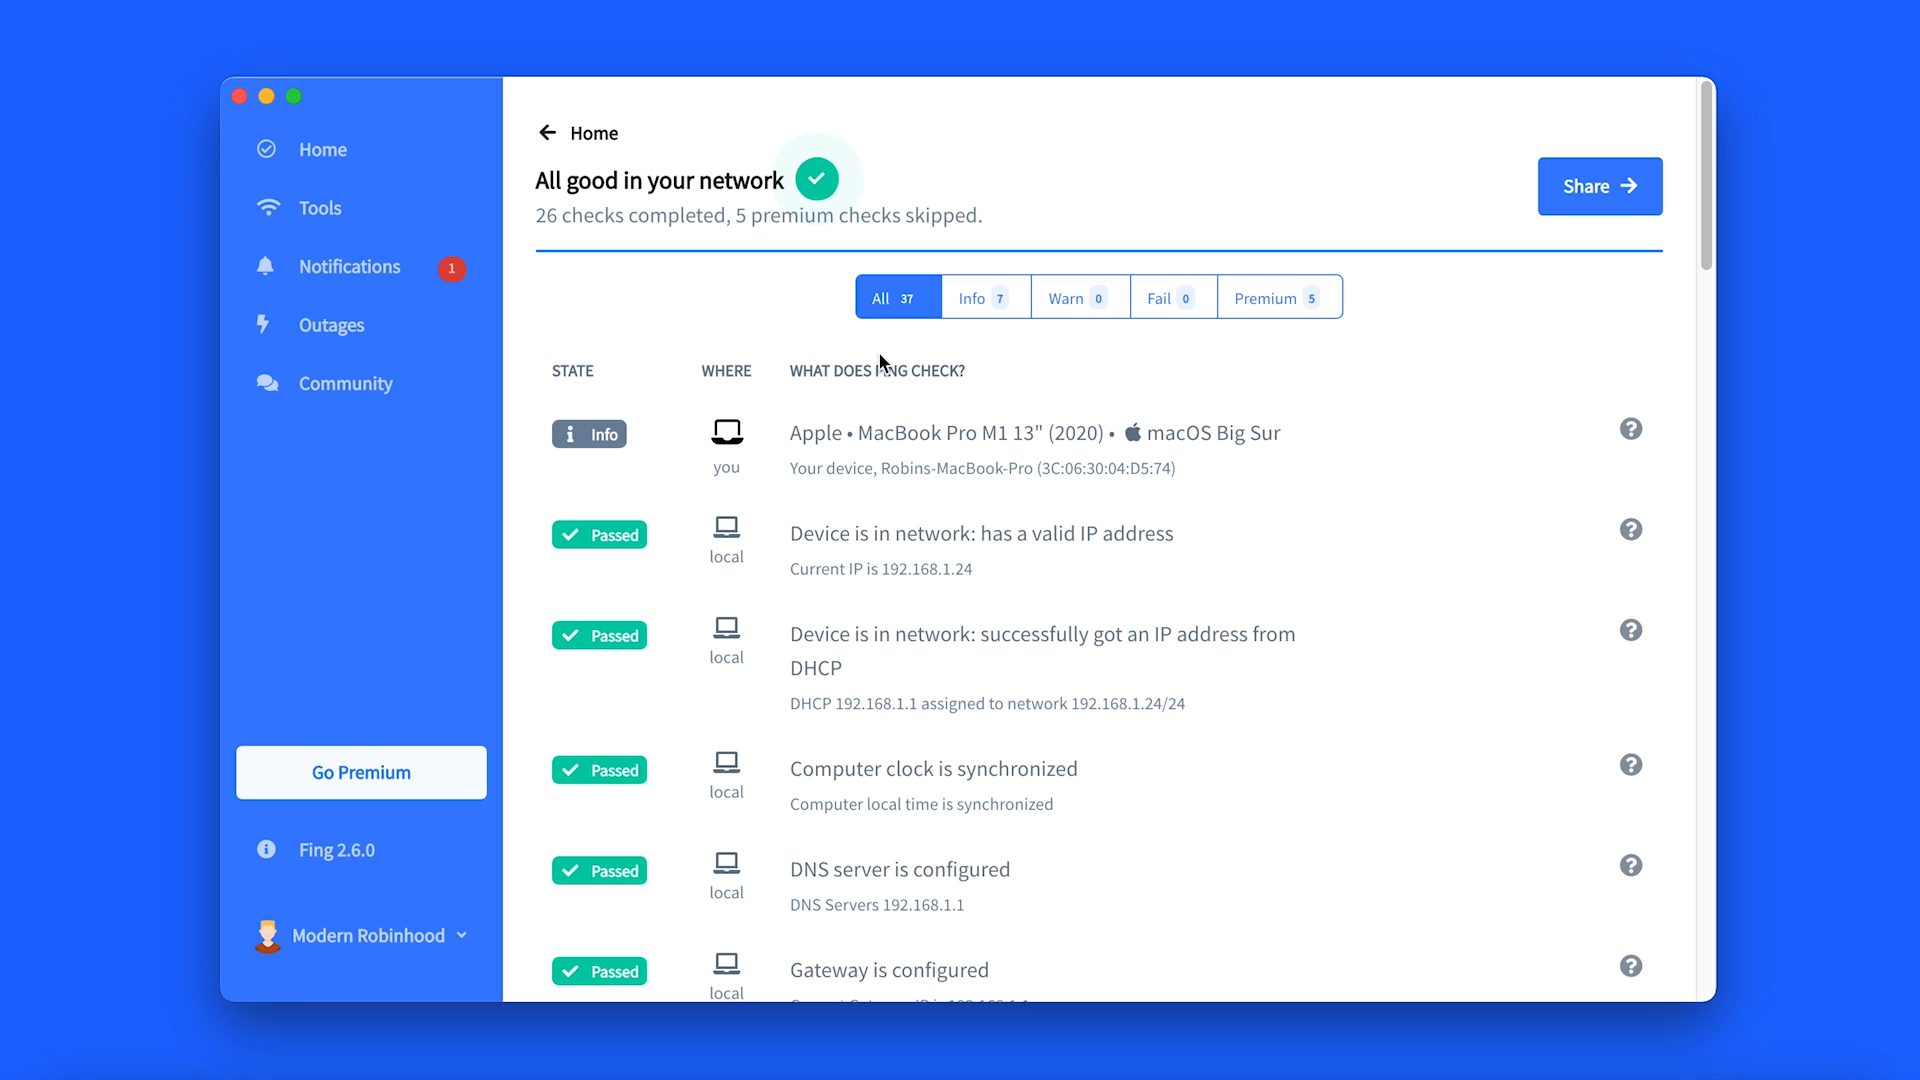 Home
Tools
Notifications 1
Outages
Community
Go Premium
Fing 2.6.0
Modern Robinhood
Home
All good in your network
26 checks completed, 5 premium checks skipped.
Share
All 37 Info 7 Warn 0 Fail 0 Premium 5
STATE WHERE WHAT DOES FING CHECK?
Info you Apple • MacBook Pro M1 13" (2020) • macOS Big Sur
Your device, Robins-MacBook-Pro (3C:06:30:04:D5:74)
Passed local Device is in network: has a valid IP address
Current IP is 192.168.1.24
Passed local Device is in network: successfully got an IP address from
DHCP
DHCP 192.168.1.1 assigned to network 192.168.1.24/24
Passed local Computer clock is synchronized
Computer local time is synchronized
Passed local DNS server is configured
DNS Servers 192.168.1.1
Passed local Gateway is configured